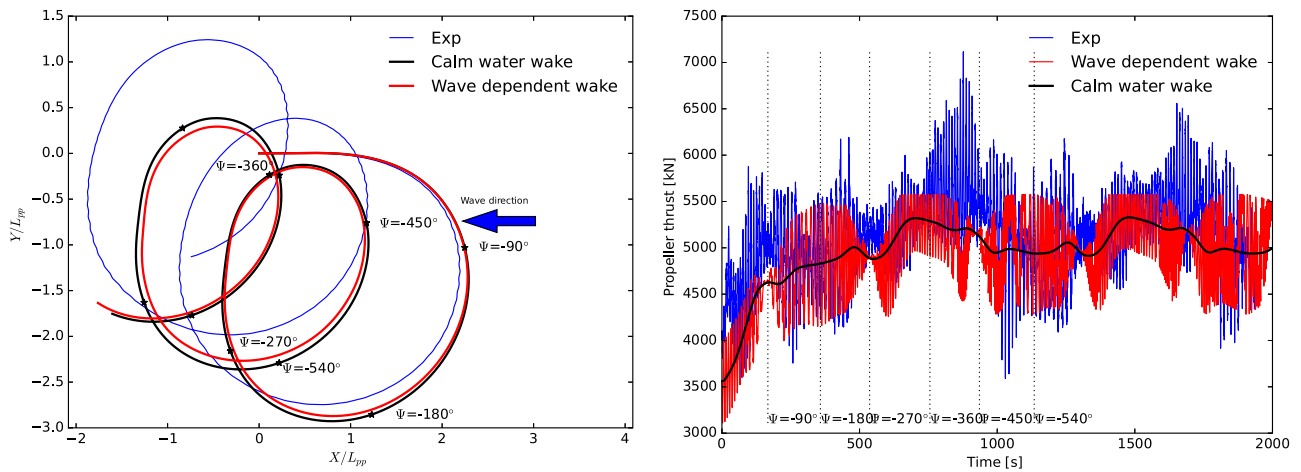 1.5
1.0
0.5
0.0
−0.5
−1.0
−1.5
−2.0
−2.5
−3.0
Y/L_pp
−2
−1
0
1
2
3
4
X/L_pp
Exp
Calm water wake
Wave dependent wake
Ψ=-360°
Wave direction
Ψ=-450°
Ψ=-90°
Ψ=-270°
Ψ=-540°
Ψ=-180°
7500
7000
6500
6000
5500
5000
4500
4000
3500
3000
Propeller thrust [kN]
Exp
Wave dependent wake
Calm water wake
Ψ=-90°
Ψ=-180°
Ψ=-270°
Ψ=-360°
Ψ=-450°
Ψ=-540°
0
500
1000
1500
2000
Time [s]